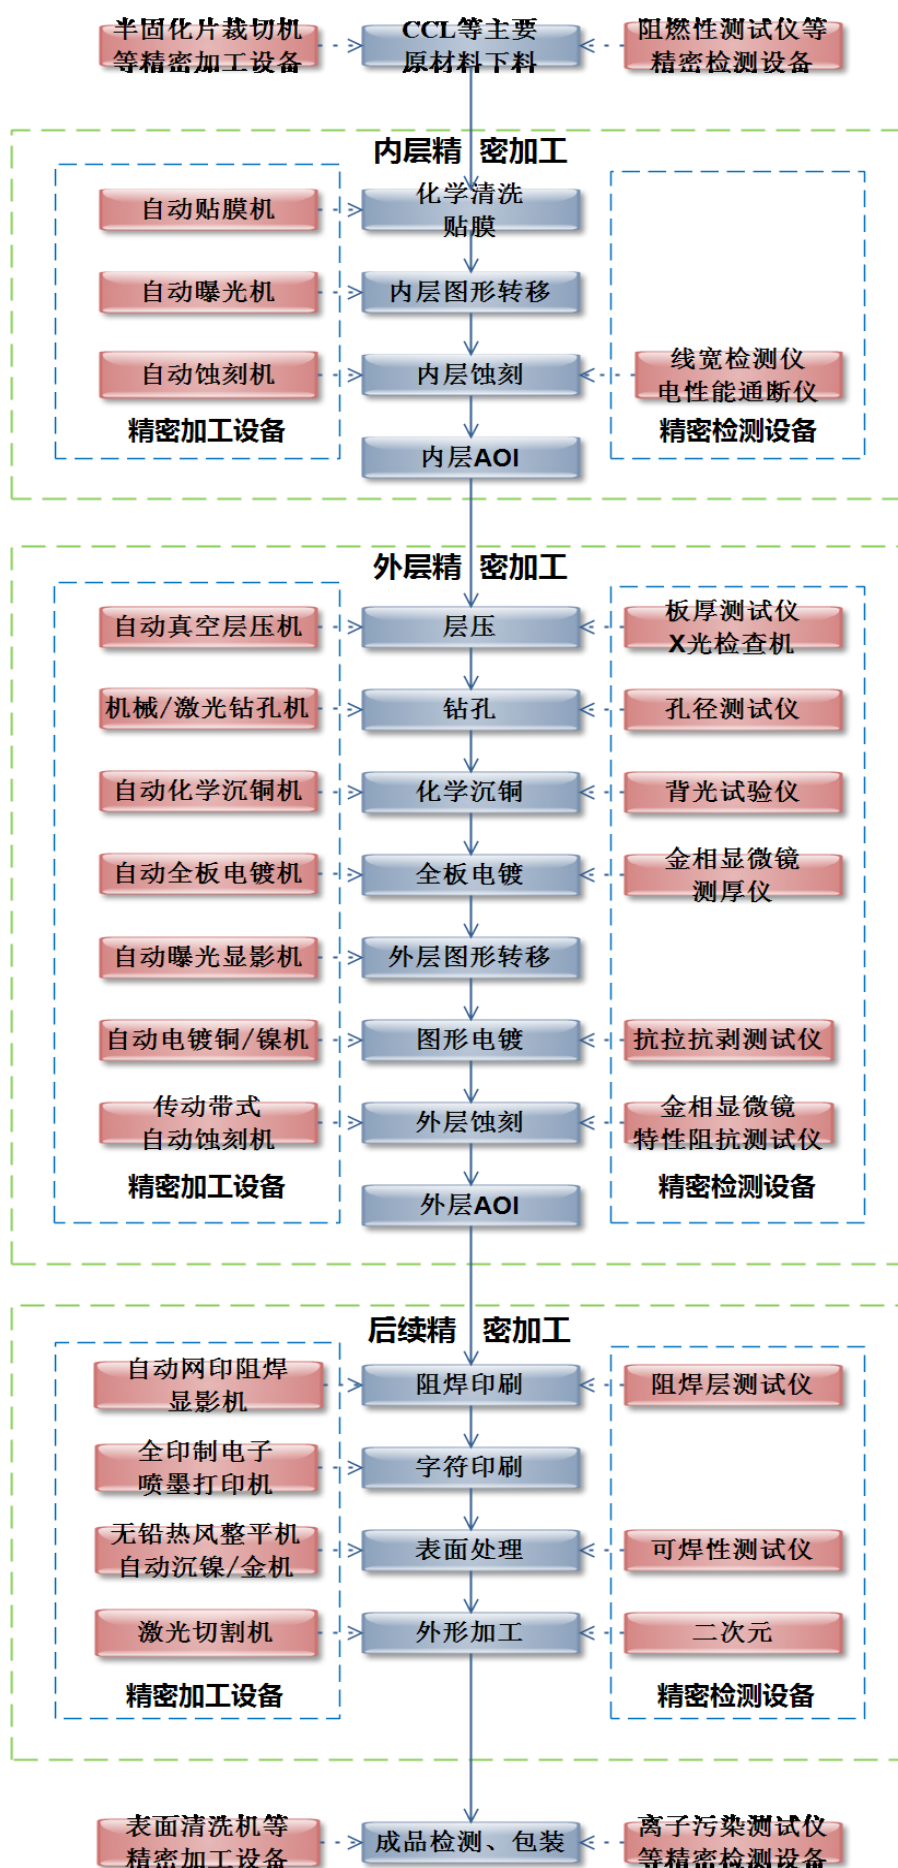 半固化片裁切机
等精密加工设备
CCL等主要
原材料下料
阻燃性测试仪等
精密检测设备
内层精 密加工
自动贴膜机
化学清洗
贴膜
自动曝光机
内层图形转移
自动蚀刻机
内层蚀刻
线宽检测仪
电性能通断仪
精密加工设备
精密检测设备
内层AOI
外层精 密加工
自动真空层压机
层压
板厚测试仪
X光检查机
机械/激光钻孔机
钻孔
孔径测试仪
自动化学沉铜机
化学沉铜
背光试验仪
自动全板电镀机
全板电镀
金相显微镜
测厚仪
自动曝光显影机
外层图形转移
自动电镀铜/镍机
图形电镀
抗拉抗剥测试仪
传动带式
自动蚀刻机
外层蚀刻
金相显微镜
特性阻抗测试仪
精密加工设备
精密检测设备
外层AOI
后续精 密加工
自动网印阻焊
显影机
阻焊印刷
阻焊层测试仪
全印制电子
喷墨打印机
字符印刷
无铅热风整平机
自动沉镍/金机
表面处理
可焊性测试仪
激光切割机
外形加工
二次元
精密加工设备
精密检测设备
表面清洗机等
精密加工设备
成品检测、包装
离子污染测试仪
等精密检测设备